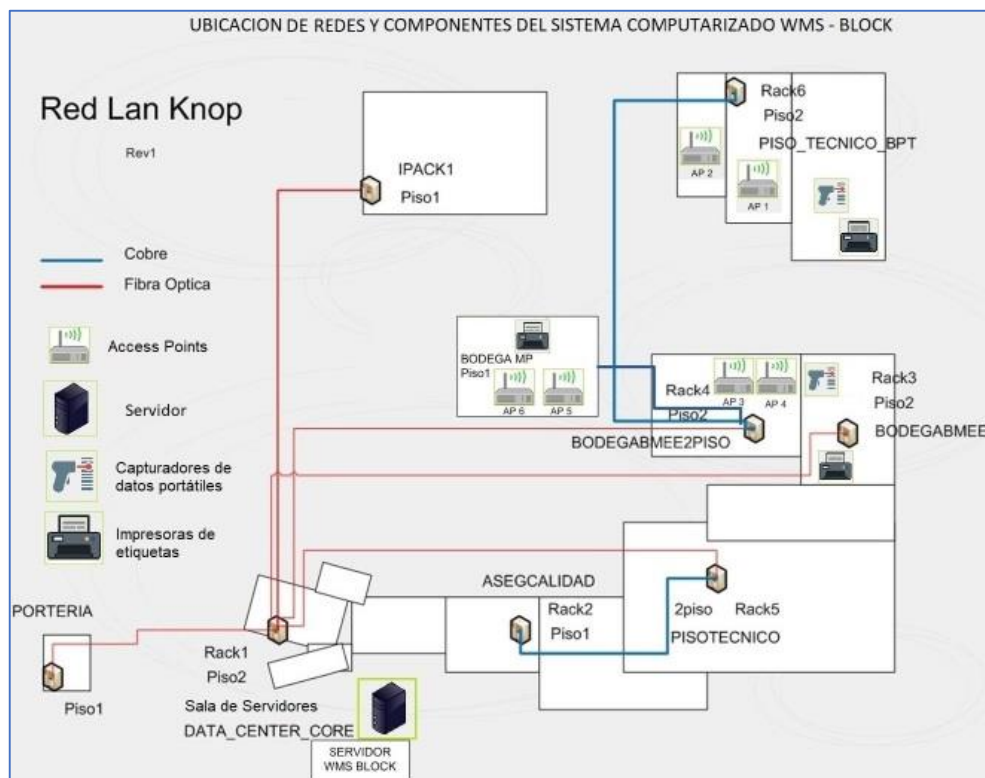 UBICACION DE REDES Y COMPONENTES DEL SISTEMA COMPUTARIZADO WMS - BLOCK
Red Lan Knop
Rev1
Cobre
Fibra Optica
Access Points
Servidor
Capturadores de
datos portátiles
Impresoras de
etiquetas
IPACK1
Piso1
Rack6
Piso2
PISO_TECNICO_BPT
AP 2
AP 1
BODEGA MP
Piso1
AP 6
AP 5
Rack4
Piso2
AP 3
AP 4
BODEGABMEE2PISO
Rack3
Piso2
BODEGABMEE
ASEGCALIDAD
Rack2
Piso1
2piso
Rack5
PISOTECNICO
PORTERIA
Piso1
Rack1
Piso2
Sala de Servidores
DATA_CENTER_CORE
SERVIDOR
WMS BLOCK